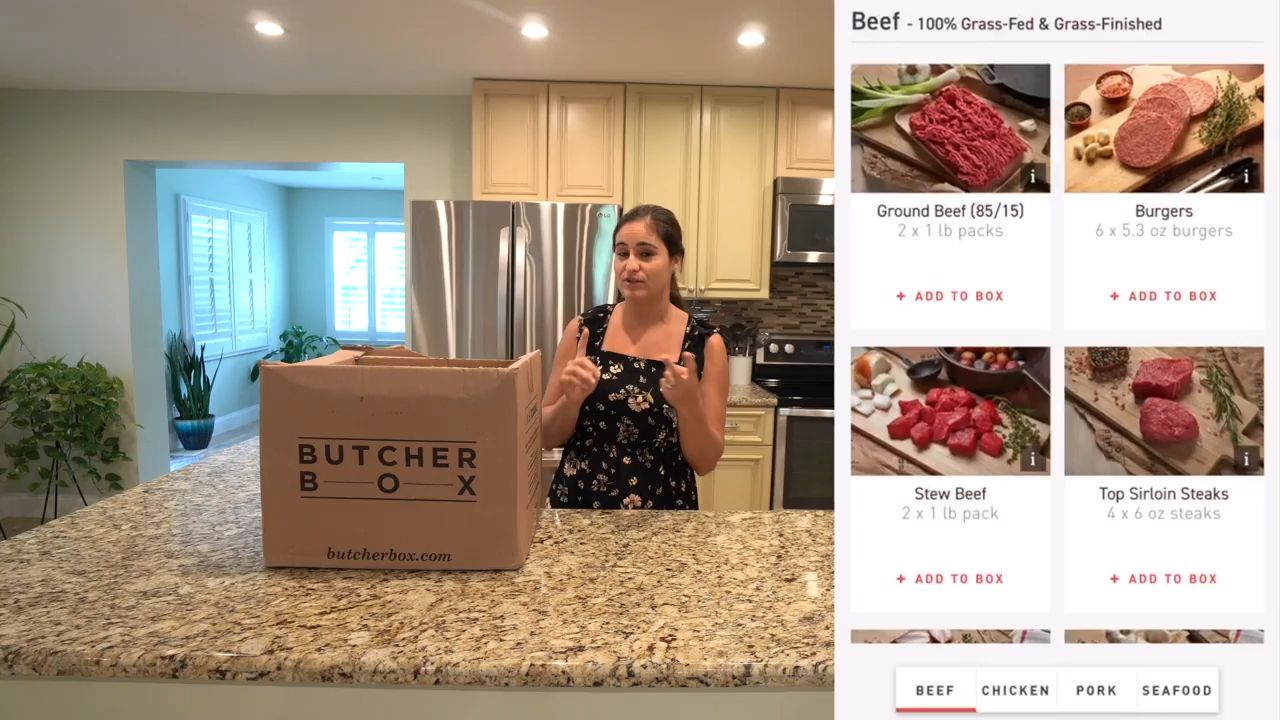 BUTCHER
BOX
butcherbox.com
LG
Beef - 100% Grass-Fed & Grass-Finished
i
i
Ground Beef (85/15)
2 x 1 lb packs
Burgers
6 x 5.3 oz burgers
+ ADD TO BOX
+ ADD TO BOX
i
i
Stew Beef
2 x 1 lb pack
Top Sirloin Steaks
4 x 6 oz steaks
+ ADD TO BOX
+ ADD TO BOX
BEEF CHICKEN PORK SEAFOOD